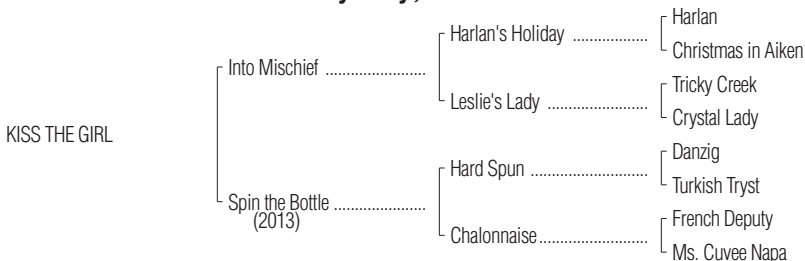 Harlan
Harlan's Holiday ..................
Christmas in Aiken
Into Mischief ........................
Tricky Creek
Leslie's Lady ........................
Crystal Lady
KISS THE GIRL
Danzig
Hard Spun ............................
Turkish Tryst
Spin the Bottle ......................
(2013)
French Deputy
Chalonnaise..........................
Ms. Cuvee Napa